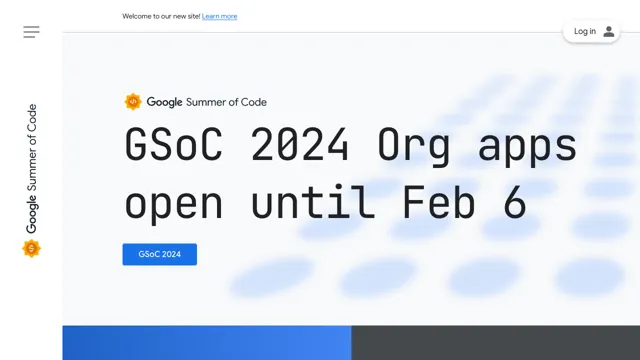 Welcome to our new site! Learn more
Log in
Google Summer of Code
Google Summer of Code
GSoC 2024 Org apps
open until Feb 6
GSoC 2024